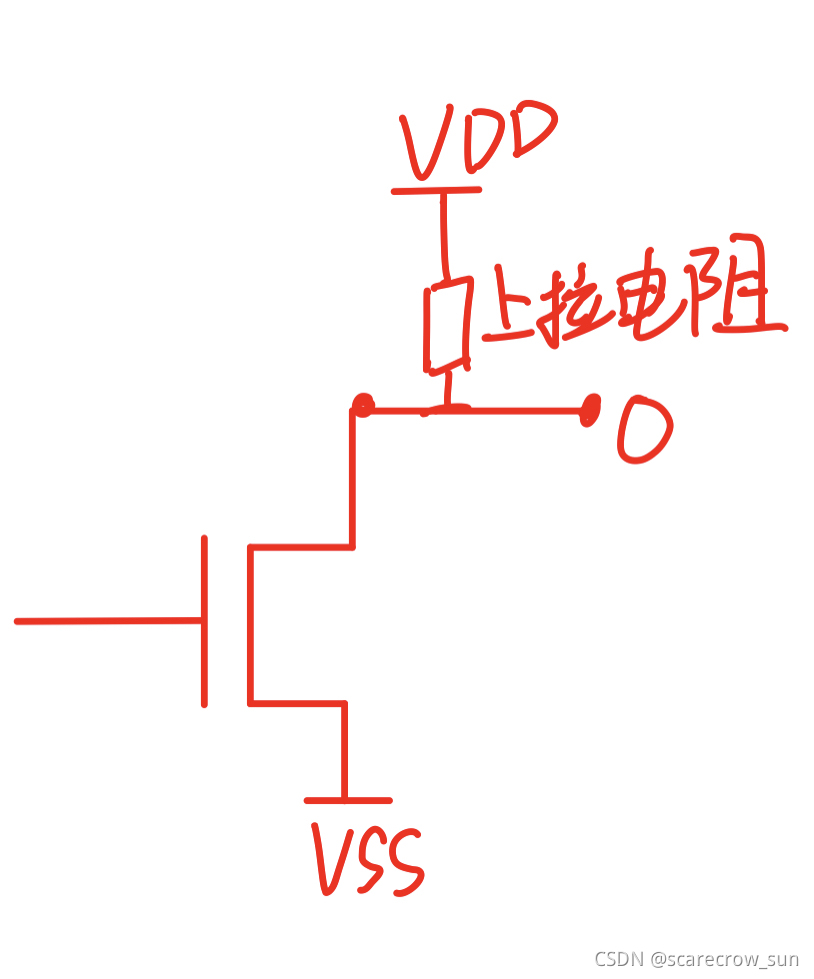 VDD
上拉电阻
O
VSS
CSDN @scarecrow_sun